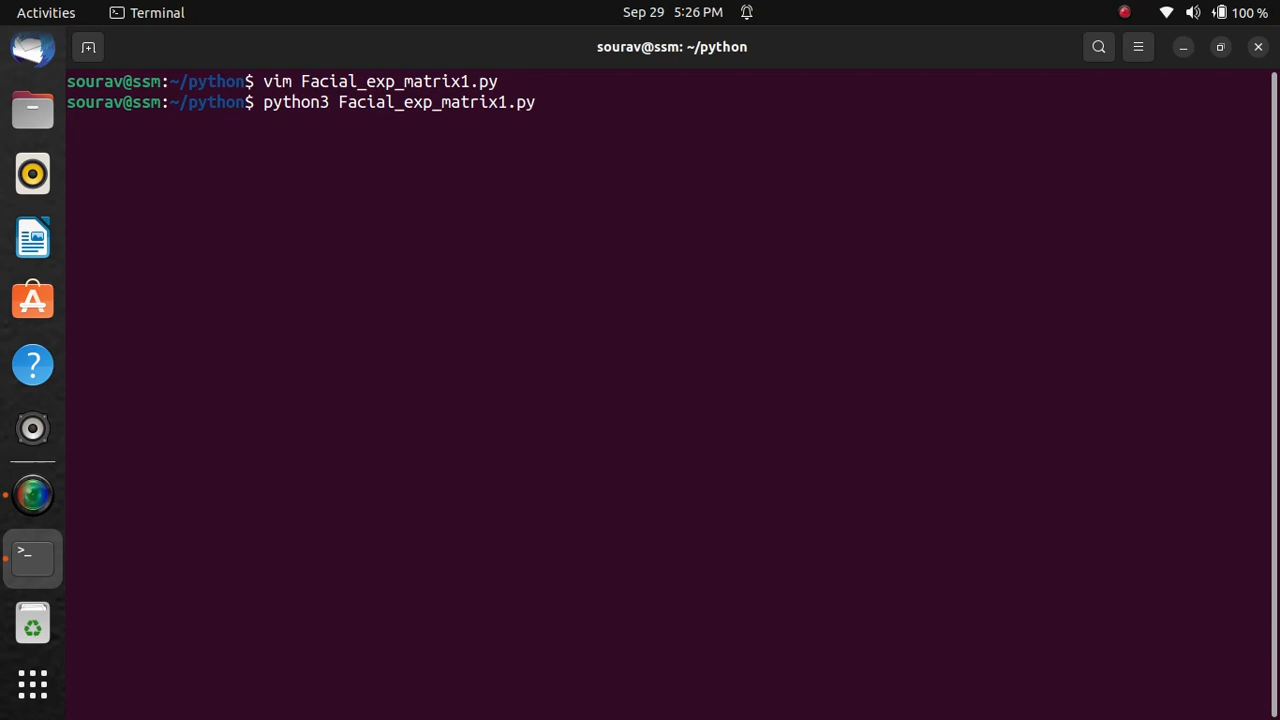 Activities Terminal Sep 29 5:26 PM 100 %
sourav@ssm: ~/python
sourav@ssm:~/python$ vim Facial_exp_matrix1.py
sourav@ssm:~/python$ python3 Facial_exp_matrix1.py